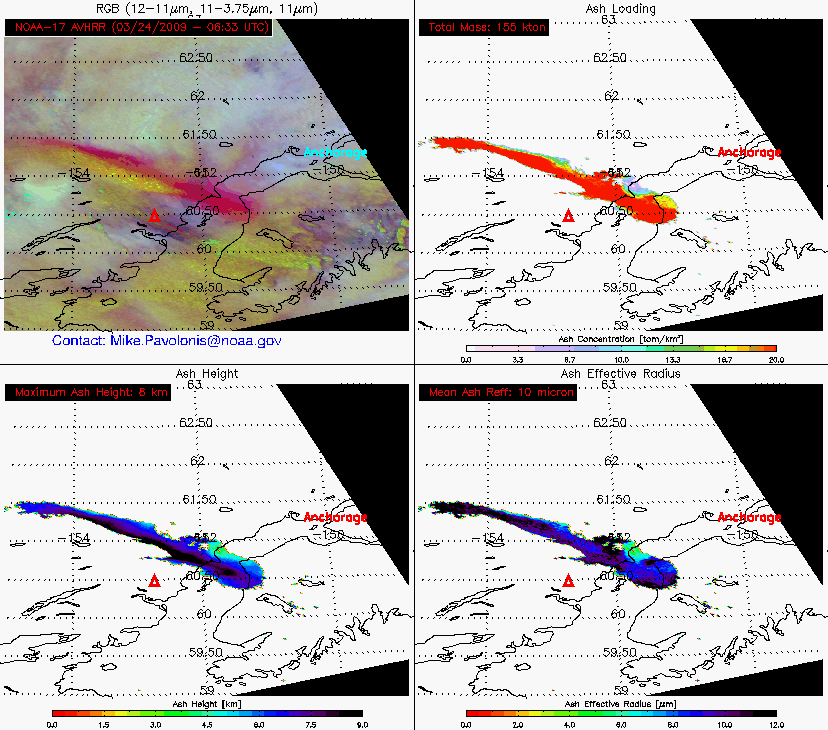 RGB (12-11μm, 11-3.75μm, 11μm)
NOAA-17 AVHRR (03/24/2009 - 06:33 UTC)
62.50
62
61.50
Anchorage
-154
-150
60.50
60
59.50
59
Contact: Mike.Pavolonis@noaa.gov
Ash Loading
63
Total Mass: 155 kton
62.50
62
61.50
Anchorage
-154
-150
60.50
60
59.50
59
Ash Concentration [tom/km²]
0.0 3.3 6.7 10.0 13.3 16.7 20.0
Ash Height
63
Maximum Ash Height: 8 km
62.50
62
61.50
Anchorage
-154
-150
60.50
60
59.50
59
Ash Height [km]
0.0 1.5 3.0 4.5 6.0 7.5 9.0
Ash Effective Radius
63
Mean Ash Reff: 10 micron
62.50
62
61.50
Anchorage
-154
-150
60.50
60
59.50
59
Ash Effective Radius [μm]
0.0 2.0 4.0 6.0 8.0 10.0 12.0